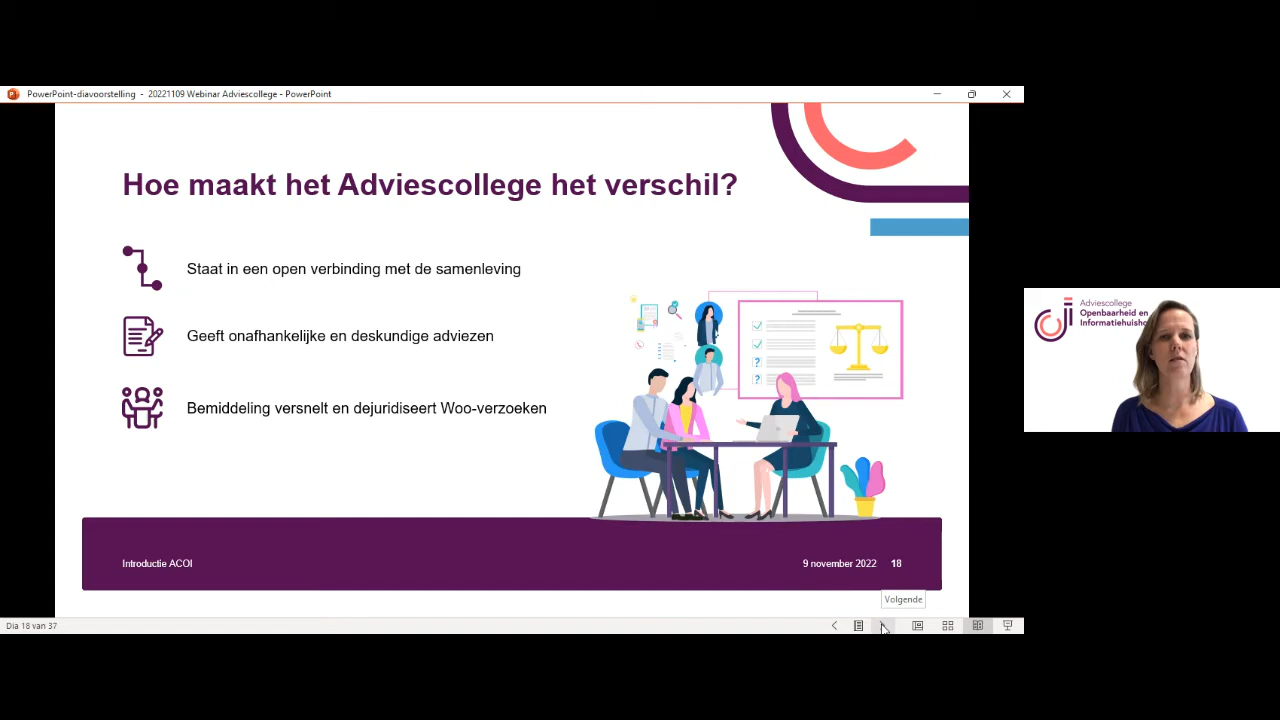 PowerPoint-diavoorstelling - 20221109 Webinar Adviescollege - PowerPoint
Hoe maakt het Adviescollege het verschil?
Staat in een open verbinding met de samenleving
Geeft onafhankelijke en deskundige adviezen
Bemiddeling versnelt en dejuridiseert Woo-verzoeken
Introductie ACOI
9 november 2022 18
Volgende
Dia 18 van 37
Adviescollege
Openbaarheid en
Informatiehuisho